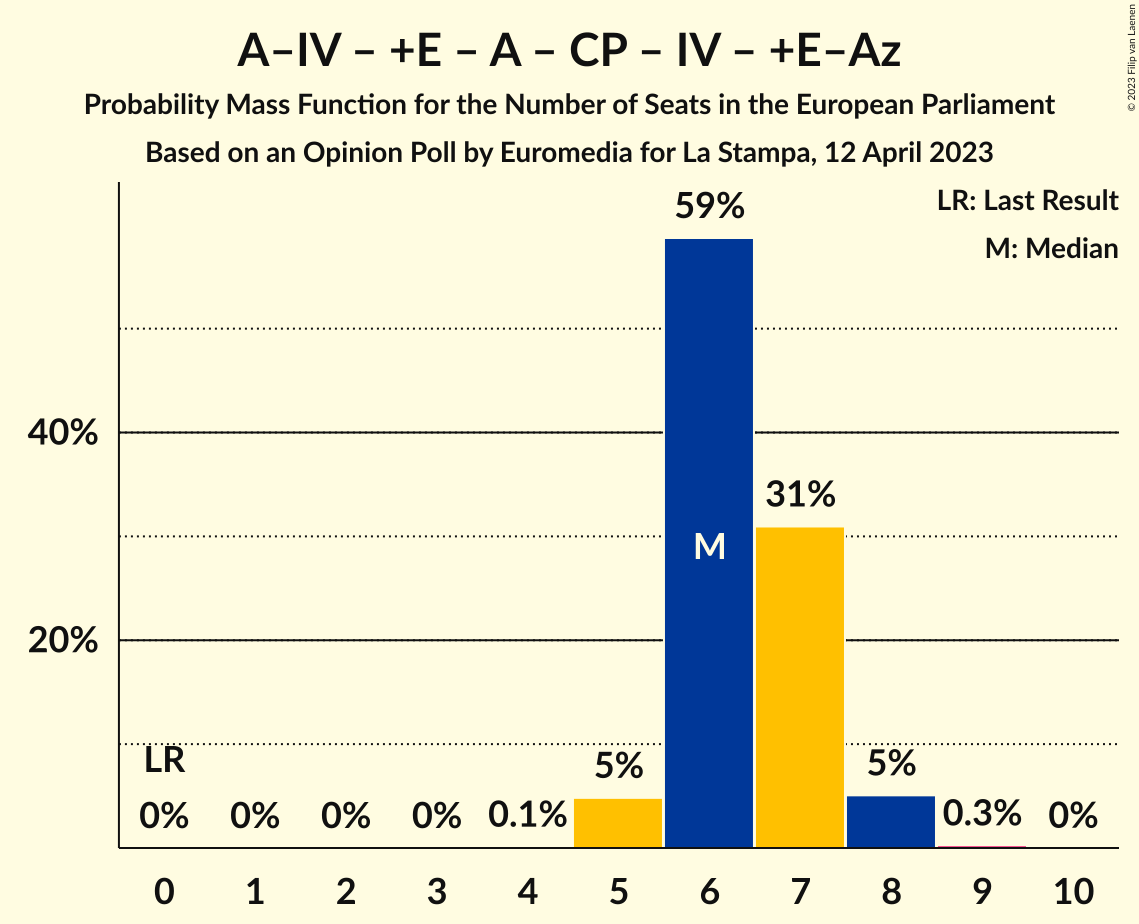 A–IV – +E – A – CP – IV – +E–Az
Probability Mass Function for the Number of Seats in the European Parliament
Based on an Opinion Poll by Euromedia for La Stampa, 12 April 2023
© 2023 Filip van Laenen
LR: Last Result
M: Median
59%
40%
31%
M
20%
LR
5%
5%
0%
0%
0%
0%
0.1%
0.3%
0%
0 1 2 3 4 5 6 7 8 9 10